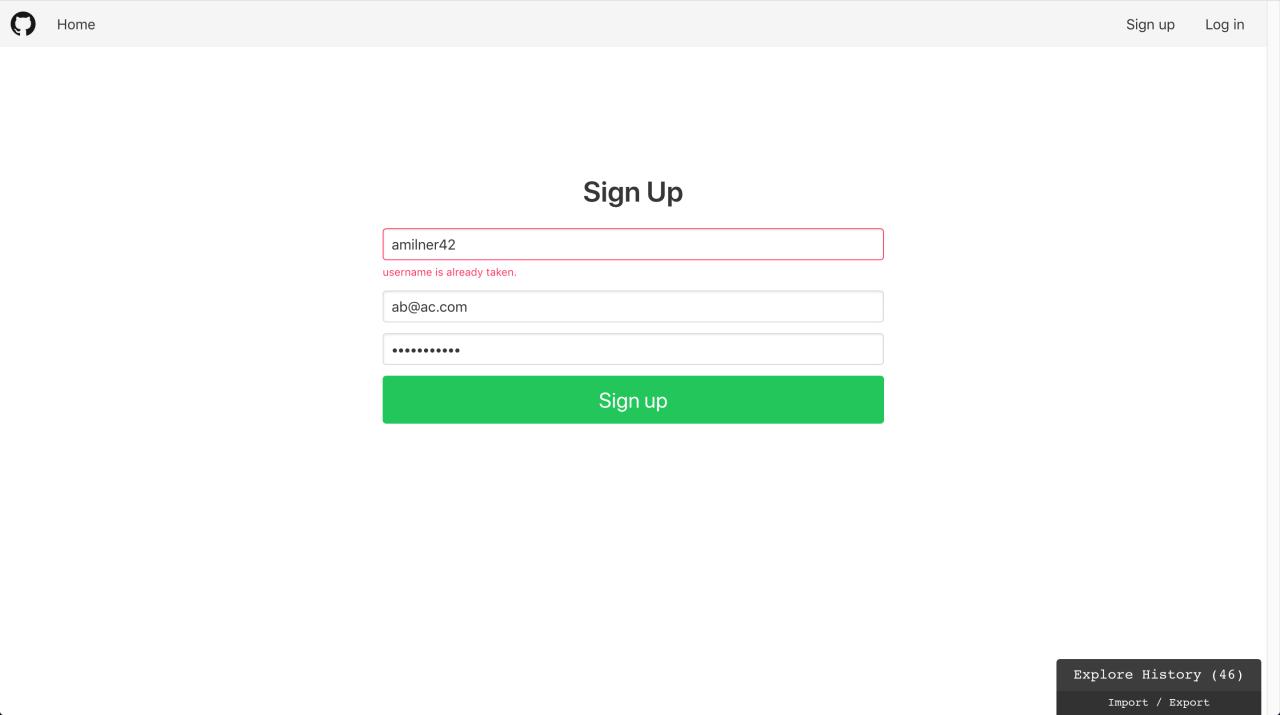 Home
Sign up
Log in
Sign Up
amilner42
username is already taken.
ab@ac.com
•••••••••••
Sign up
Explore History (46)
Import / Export